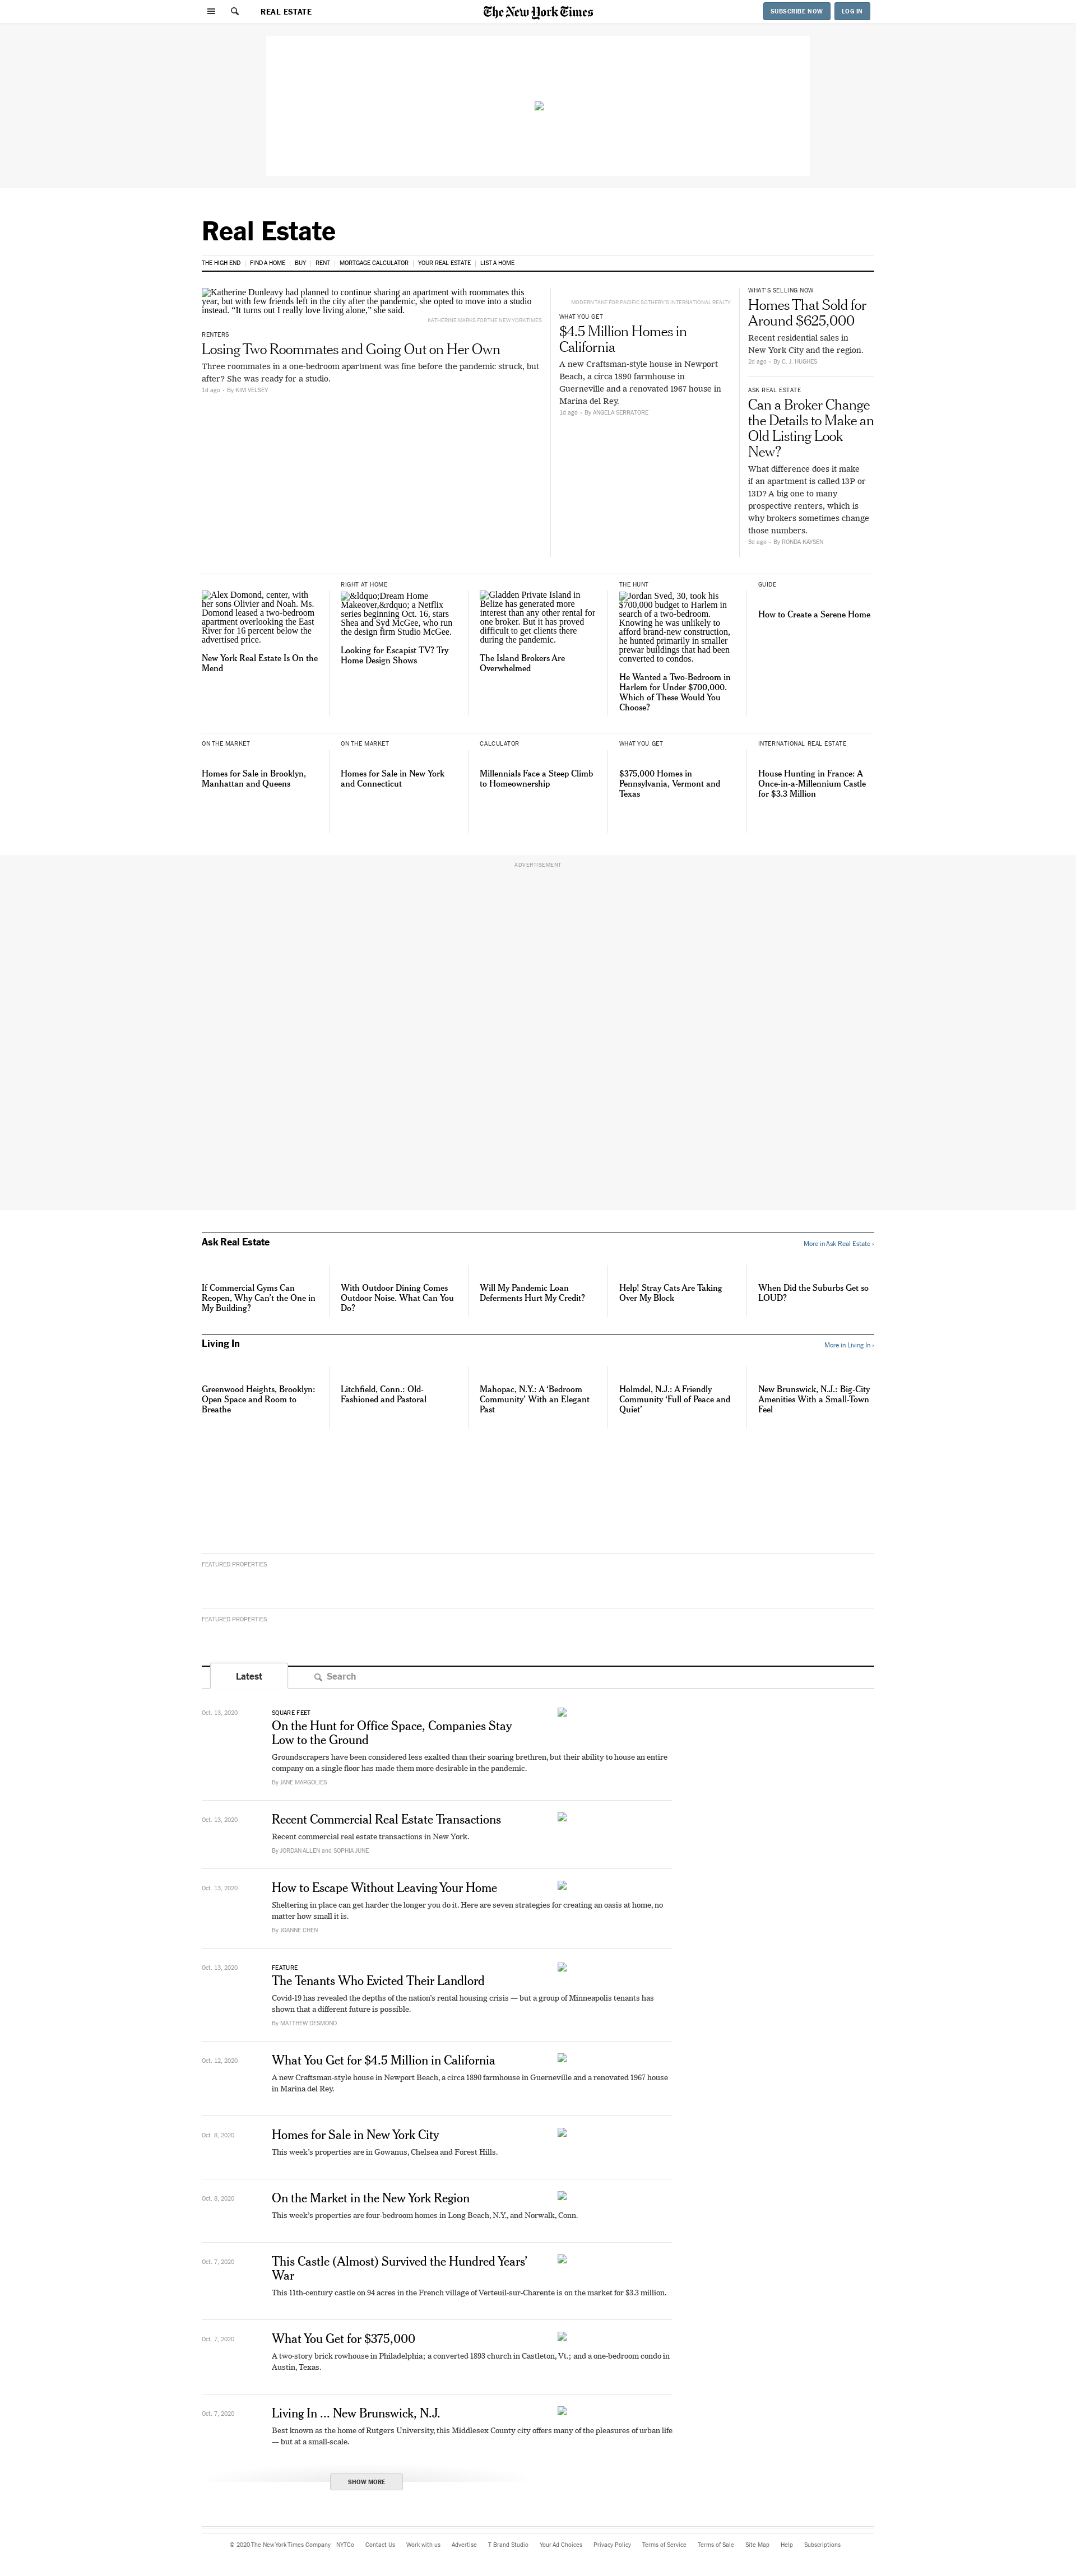 REAL ESTATE
The New York Times
SUBSCRIBE NOW
LOG IN
Real Estate
THE HIGH END
FIND A HOME
BUY
RENT
MORTGAGE CALCULATOR
YOUR REAL ESTATE
LIST A HOME
Katherine Dunleavy had planned to continue sharing an apartment with roommates this
year, but with few friends left in the city after the pandemic, she opted to move into a studio
instead. “It turns out I really love living alone,” she said.
KATHERINE MARKS FOR THE NEW YORK TIMES
RENTERS
Losing Two Roommates and Going Out on Her Own
Three roommates in a one-bedroom apartment was fine before the pandemic struck, but
after? She was ready for a studio.
1d ago - By KIM VELSEY
MODERNTAKE FOR PACIFIC SOTHEBY'S INTERNATIONAL REALTY
WHAT YOU GET
$4.5 Million Homes in
California
A new Craftsman-style house in Newport
Beach, a circa 1890 farmhouse in
Guerneville and a renovated 1967 house in
Marina del Rey.
1d ago - By ANGELA SERRATORE
WHAT'S SELLING NOW
Homes That Sold for
Around $625,000
Recent residential sales in
New York City and the region.
2d ago - By C. J. HUGHES
ASK REAL ESTATE
Can a Broker Change
the Details to Make an
Old Listing Look
New?
What difference does it make
if an apartment is called 13P or
13D? A big one to many
prospective renters, which is
why brokers sometimes change
those numbers.
3d ago - By RONDA KAYSEN
Alex Domond, center, with
her sons Olivier and Noah. Ms.
Domond leased a two-bedroom
apartment overlooking the East
River for 16 percent below the
advertised price.
New York Real Estate Is On the
Mend
RIGHT AT HOME
&ldquo;Dream Home
Makeover,&rdquo; a Netflix
series beginning Oct. 16, stars
Shea and Syd McGee, who run
the design firm Studio McGee.
Looking for Escapist TV? Try
Home Design Shows
Gladden Private Island in
Belize has generated more
interest than any other rental for
one broker. But it has proved
difficult to get clients there
during the pandemic.
The Island Brokers Are
Overwhelmed
THE HUNT
Jordan Sved, 30, took his
$700,000 budget to Harlem in
search of a two-bedroom.
Knowing he was unlikely to
afford brand-new construction,
he hunted primarily in smaller
prewar buildings that had been
converted to condos.
He Wanted a Two-Bedroom in
Harlem for Under $700,000.
Which of These Would You
Choose?
GUIDE
How to Create a Serene Home
ON THE MARKET
Homes for Sale in Brooklyn,
Manhattan and Queens
ON THE MARKET
Homes for Sale in New York
and Connecticut
CALCULATOR
Millennials Face a Steep Climb
to Homeownership
WHAT YOU GET
$375,000 Homes in
Pennsylvania, Vermont and
Texas
INTERNATIONAL REAL ESTATE
House Hunting in France: A
Once-in-a-Millennium Castle
for $3.3 Million
ADVERTISEMENT
Ask Real Estate
More in Ask Real Estate ›
If Commercial Gyms Can
Reopen, Why Can't the One in
My Building?
With Outdoor Dining Comes
Outdoor Noise. What Can You
Do?
Will My Pandemic Loan
Deferments Hurt My Credit?
Help! Stray Cats Are Taking
Over My Block
When Did the Suburbs Get so
LOUD?
Living In
More in Living In ›
Greenwood Heights, Brooklyn:
Open Space and Room to
Breathe
Litchfield, Conn.: Old-
Fashioned and Pastoral
Mahopac, N.Y.: A ‘Bedroom
Community’ With an Elegant
Past
Holmdel, N.J.: A Friendly
Community ‘Full of Peace and
Quiet’
New Brunswick, N.J.: Big-City
Amenities With a Small-Town
Feel
FEATURED PROPERTIES
FEATURED PROPERTIES
Latest
Search
Oct. 13, 2020
SQUARE FEET
On the Hunt for Office Space, Companies Stay
Low to the Ground
Groundscrapers have been considered less exalted than their soaring brethren, but their ability to house an entire
company on a single floor has made them more desirable in the pandemic.
By JANE MARGOLIES
Oct. 13, 2020
Recent Commercial Real Estate Transactions
Recent commercial real estate transactions in New York.
By JORDAN ALLEN and SOPHIA JUNE
Oct. 13, 2020
How to Escape Without Leaving Your Home
Sheltering in place can get harder the longer you do it. Here are seven strategies for creating an oasis at home, no
matter how small it is.
By JOANNE CHEN
Oct. 13, 2020
FEATURE
The Tenants Who Evicted Their Landlord
Covid-19 has revealed the depths of the nation's rental housing crisis — but a group of Minneapolis tenants has
shown that a different future is possible.
By MATTHEW DESMOND
Oct. 12, 2020
What You Get for $4.5 Million in California
A new Craftsman-style house in Newport Beach, a circa 1890 farmhouse in Guerneville and a renovated 1967 house
in Marina del Rey.
Oct. 8, 2020
Homes for Sale in New York City
This week's properties are in Gowanus, Chelsea and Forest Hills.
Oct. 8, 2020
On the Market in the New York Region
This week's properties are four-bedroom homes in Long Beach, N.Y., and Norwalk, Conn.
Oct. 7, 2020
This Castle (Almost) Survived the Hundred Years’
War
This 11th-century castle on 94 acres in the French village of Verteuil-sur-Charente is on the market for $3.3 million.
Oct. 7, 2020
What You Get for $375,000
A two-story brick rowhouse in Philadelphia; a converted 1893 church in Castleton, Vt.; and a one-bedroom condo in
Austin, Texas.
Oct. 7, 2020
Living In ... New Brunswick, N.J.
Best known as the home of Rutgers University, this Middlesex County city offers many of the pleasures of urban life
— but at a small-scale.
SHOW MORE
© 2020 The New York Times Company
NYTCo
Contact Us
Work with us
Advertise
T Brand Studio
Your Ad Choices
Privacy Policy
Terms of Service
Terms of Sale
Site Map
Help
Subscriptions